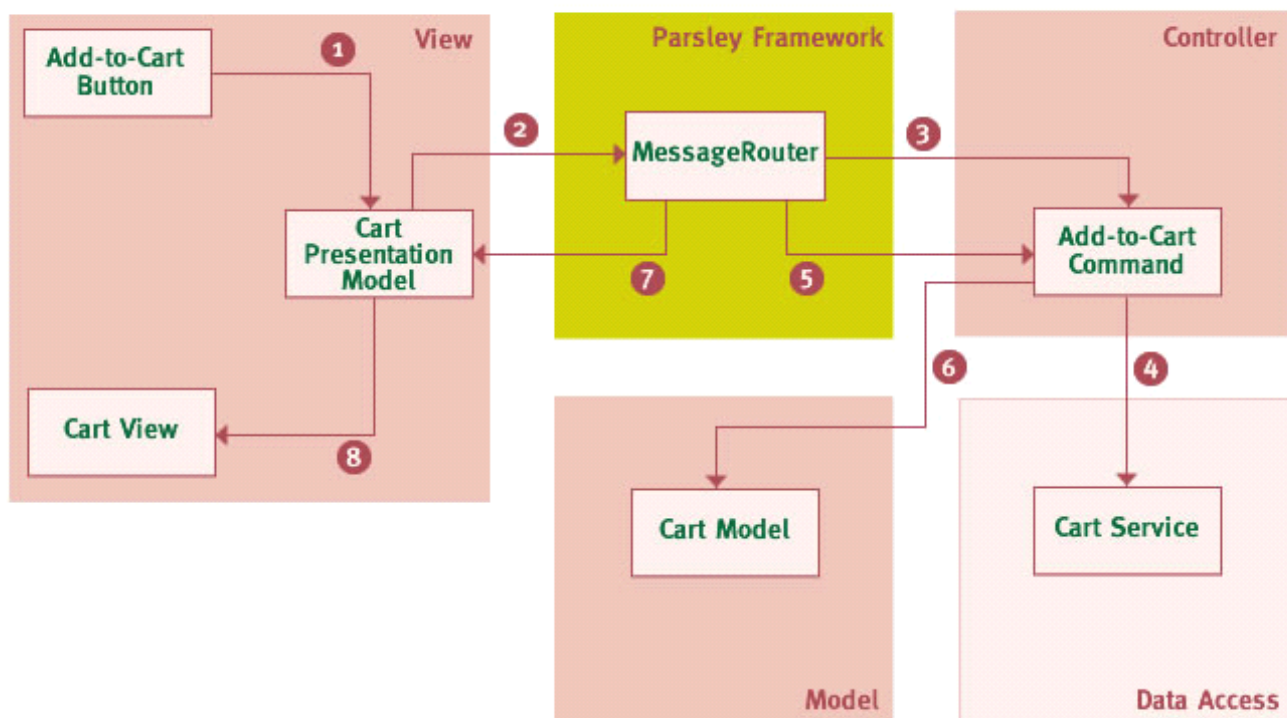 View
Add-to-Cart
Button
1
Parsley Framework
Controller
2
MessageRouter
3
Cart
Presentation
Model
7
5
Add-to-Cart
Command
6
4
Cart View
8
Cart Model
Cart Service
Model
Data Access